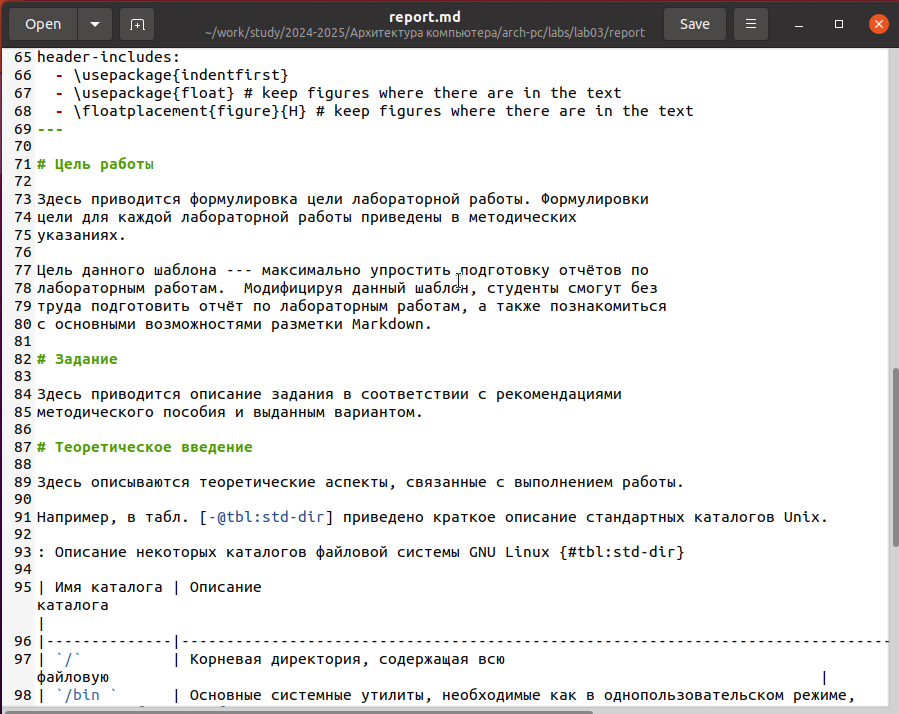 Open
report.md
~/work/study/2024-2025/Архитектура компьютера/arch-pc/labs/lab03/report
Save
65 header-includes:
66   - \usepackage{indentfirst}
67   - \usepackage{float} # keep figures where there are in the text
68   - \floatplacement{figure}{H} # keep figures where there are in the text
69 ---
70
71 # Цель работы
72
73 Здесь приводится формулировка цели лабораторной работы. Формулировки
74 цели для каждой лабораторной работы приведены в методических
75 указаниях.
76
77 Цель данного шаблона --- максимально упростить подготовку отчётов по
78 лабораторным работам.  Модифицируя данный шаблон, студенты смогут без
79 труда подготовить отчёт по лабораторным работам, а также познакомиться
80 с основными возможностями разметки Markdown.
81
82 # Задание
83
84 Здесь приводится описание задания в соответствии с рекомендациями
85 методического пособия и выданным вариантом.
86
87 # Теоретическое введение
88
89 Здесь описываются теоретические аспекты, связанные с выполнением работы.
90
91 Например, в табл. [-@tbl:std-dir] приведено краткое описание стандартных каталогов Unix.
92
93 : Описание некоторых каталогов файловой системы GNU Linux {#tbl:std-dir}
94
95 | Имя каталога | Описание
каталога
|
96 |--------------|-------------------------------------------------------------------------------
97 | `/`          | Корневая директория, содержащая всю
файловую |
98 | `/bin `      | Основные системные утилиты, необходимые как в однопользовательском режиме,